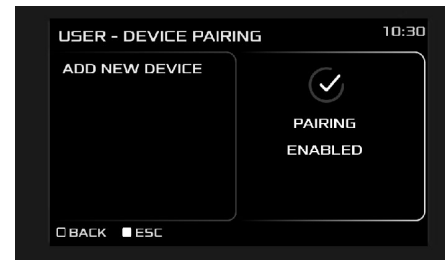 USER - DEVICE PAIRING 10:30
ADD NEW DEVICE
PAIRING
ENABLED
BACK ESC